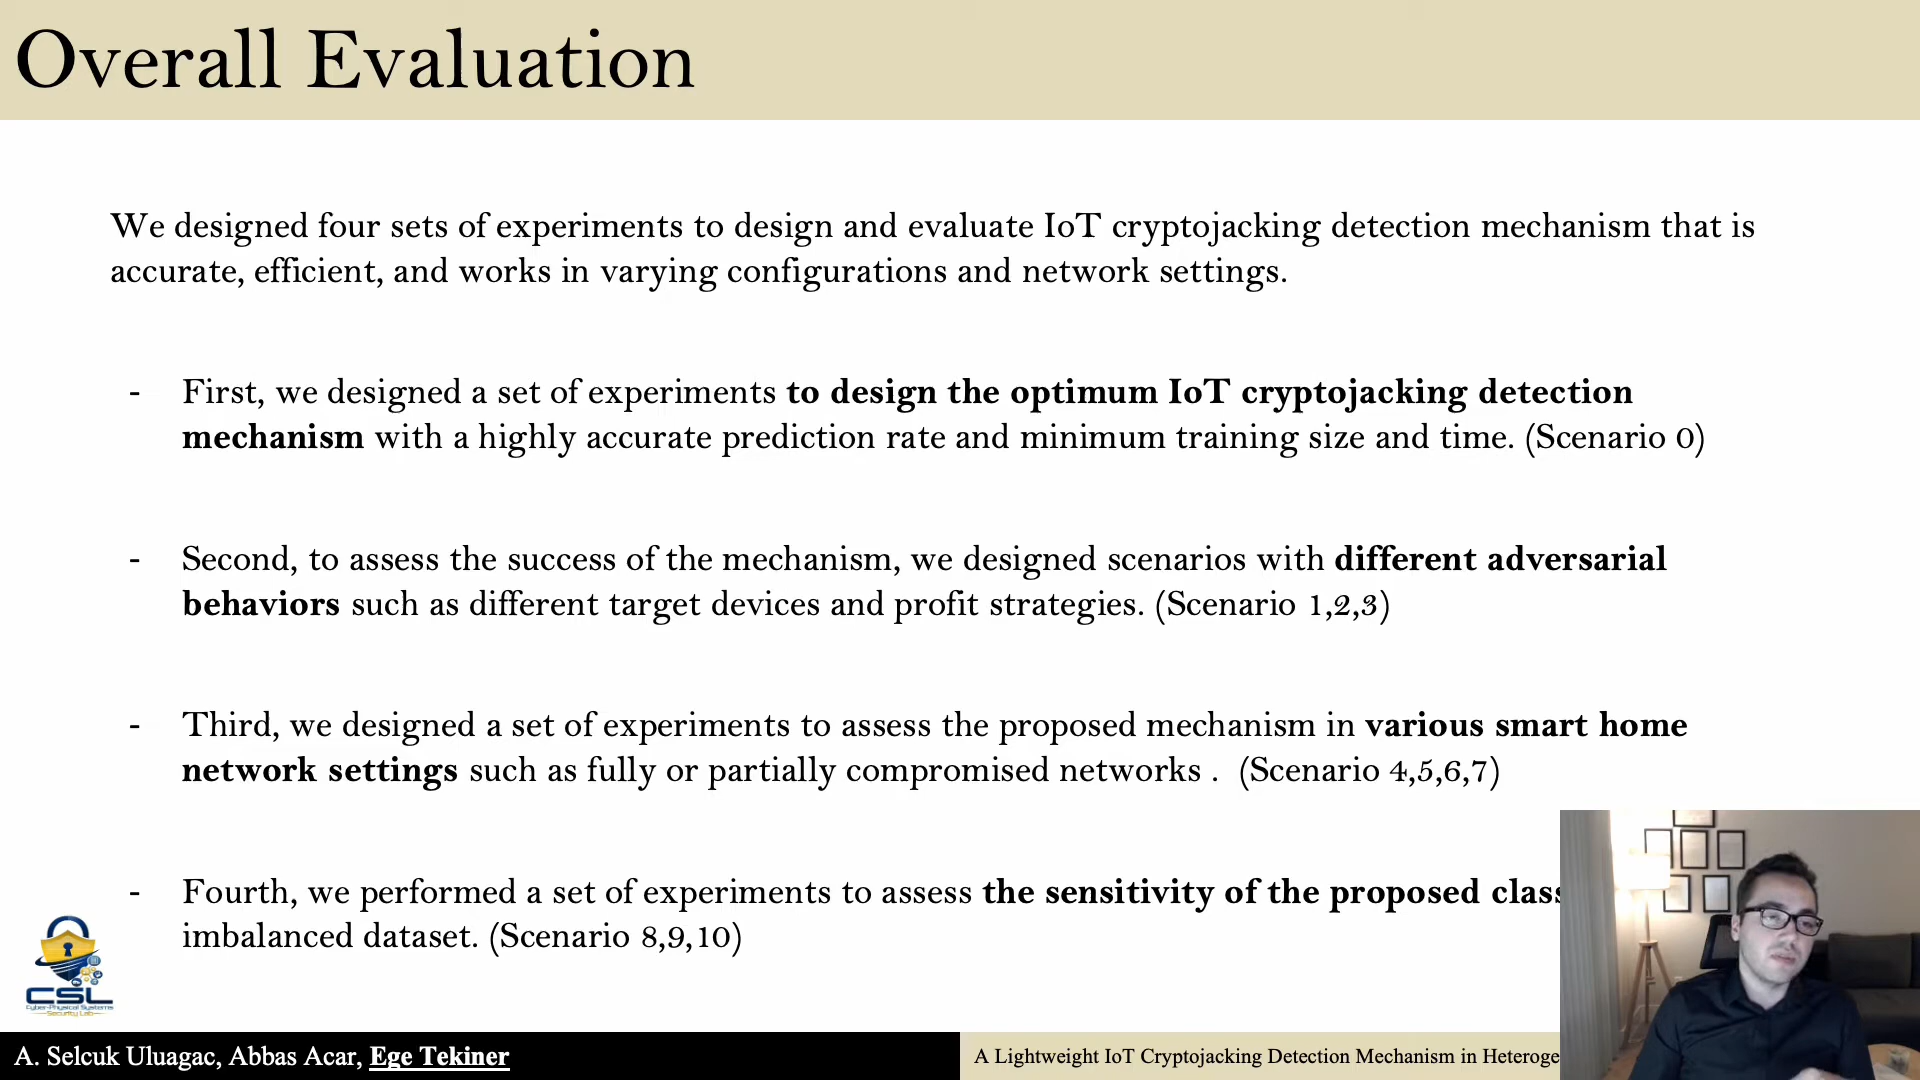 Overall Evaluation
We designed four sets of experiments to design and evaluate IoT cryptojacking detection mechanism that is
accurate, efficient, and works in varying configurations and network settings.
- First, we designed a set of experiments to design the optimum IoT cryptojacking detection
mechanism with a highly accurate prediction rate and minimum training size and time. (Scenario 0)
- Second, to assess the success of the mechanism, we designed scenarios with different adversarial
behaviors such as different target devices and profit strategies. (Scenario 1,2,3)
- Third, we designed a set of experiments to assess the proposed mechanism in various smart home
network settings such as fully or partially compromised networks . (Scenario 4,5,6,7)
- Fourth, we performed a set of experiments to assess the sensitivity of the proposed
imbalanced dataset. (Scenario 8,9,10)
CSL
Cyber-Physical Systems
Security Lab
A. Selcuk Uluagac, Abbas Acar, Ege Tekiner
A Lightweight IoT Cryptojacking Detection Mechanism in